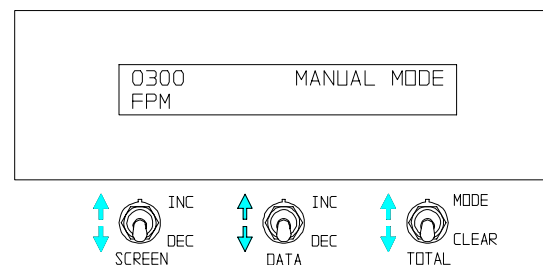 0300 MANUAL MODE
FPM
INC INC MODE
DEC DEC CLEAR
SCREEN DATA TOTAL